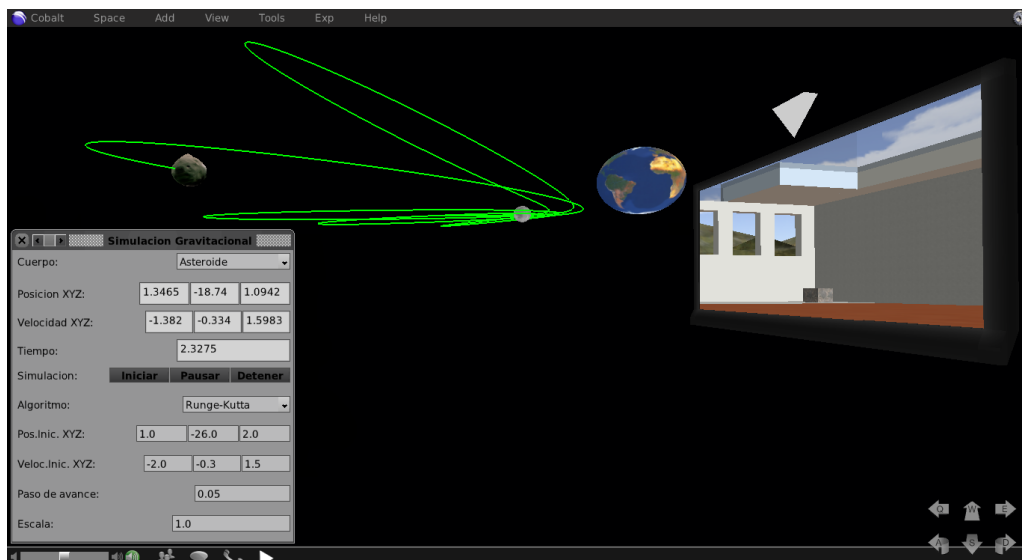 Cobalt Space Add View Tools Exp Help
Simulacion Gravitacional
Cuerpo: Asteroide
Posicion XYZ: 1.3465 -18.74 1.0942
Velocidad XYZ: -1.382 -0.334 1.5983
Tiempo: 2.3275
Simulacion: Iniciar Pausar Detener
Algoritmo: Runge-Kutta
Pos.Inic. XYZ: 1.0 -26.0 2.0
Veloc.Inic. XYZ: -2.0 -0.3 1.5
Paso de avance: 0.05
Escala: 1.0
Q W E
A S D